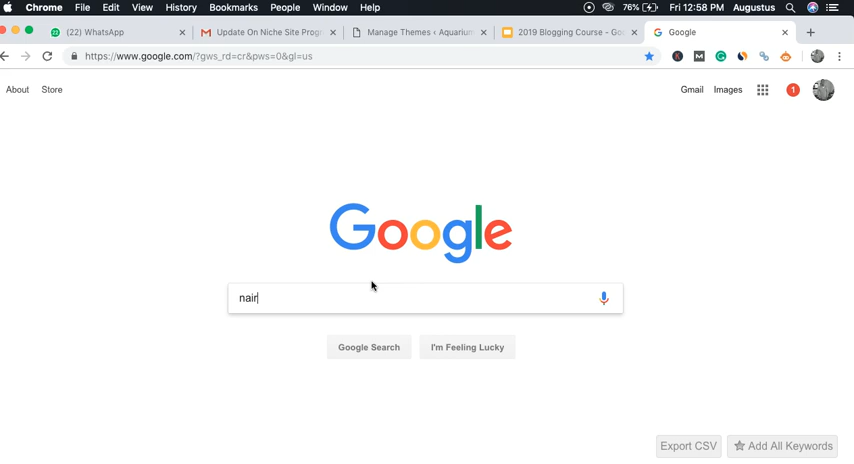 Chrome File Edit View History Bookmarks People Window Help 76% Fri 12:58 PM Augustus
(22) WhatsApp Update On Niche Site Progr Manage Themes ‹ Aquarium 2019 Blogging Course - Goo Google
https://www.google.com/?gws_rd=cr&pws=0&gl=us
About Store Gmail Images 1
Google
nair
Google Search I'm Feeling Lucky
Export CSV Add All Keywords